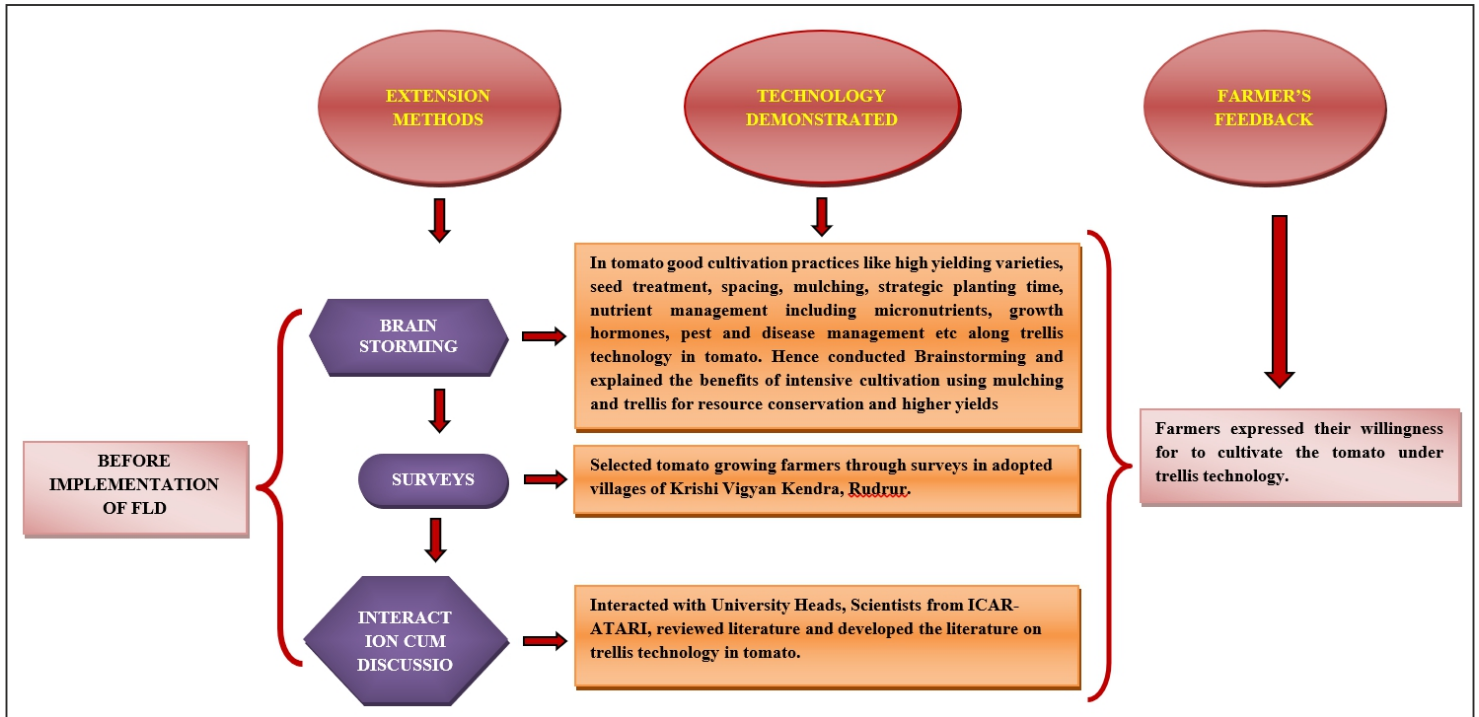 EXTENSION
METHODS
TECHNOLOGY
DEMONSTRATED
FARMER’S
FEEDBACK
BEFORE
IMPLEMENTATION
OF FLD
BRAIN
STORMING
In tomato good cultivation practices like high yielding varieties,
seed treatment, spacing, mulching, strategic planting time,
nutrient management including micronutrients, growth
hormones, pest and disease management etc along trellis
technology in tomato. Hence conducted Brainstorming and
explained the benefits of intensive cultivation using mulching
and trellis for resource conservation and higher yields
SURVEYS
Selected tomato growing farmers through surveys in adopted
villages of Krishi Vigyan Kendra, Rudrur.
INTERACT
ION CUM
DISCUSSIO
Interacted with University Heads, Scientists from ICAR-
ATARI, reviewed literature and developed the literature on
trellis technology in tomato.
Farmers expressed their willingness
for to cultivate the tomato under
trellis technology.